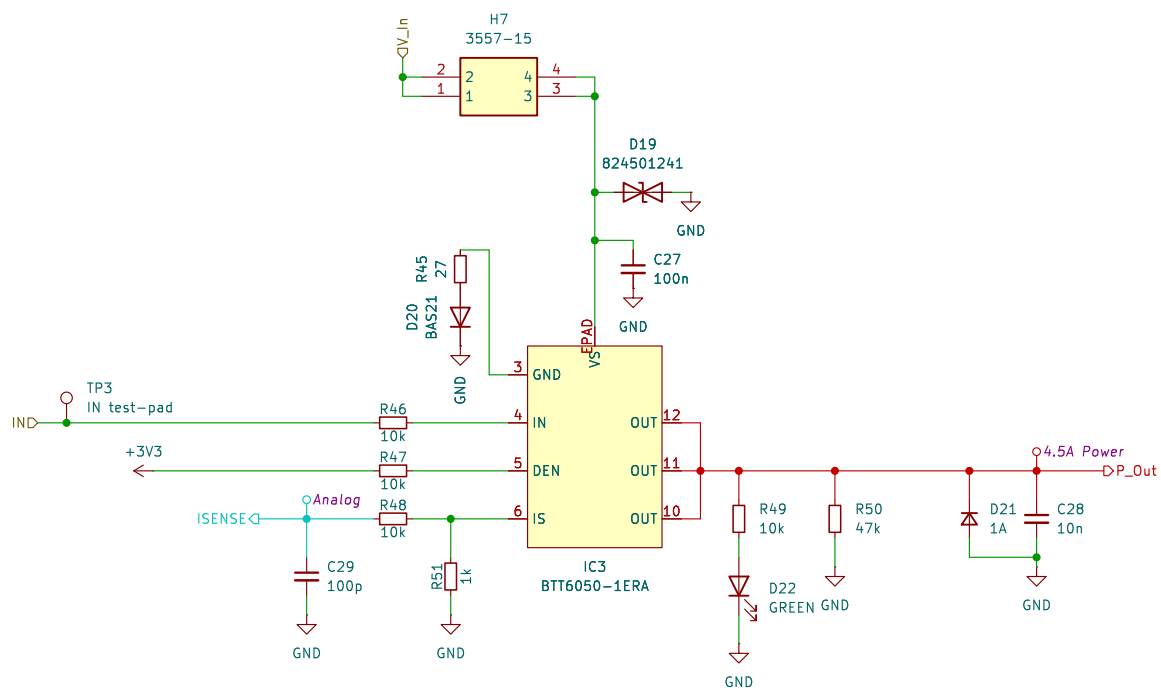 H7
3557-15
V_In
2
2
4
4
1
1
3
3
D19
824501241
GND
R45
27
C27
100n
D20
BAS21
GND
GND
EPAD
VS
3
GND
TP3
IN test-pad
IN
R46
10k
4
IN
OUT
12
+3V3
R47
10k
5
DEN
OUT
11
4.5A Power
P_Out
Analog
ISENSE
R48
10k
6
IS
OUT
10
R49
10k
R50
47k
D21
1A
C28
10n
C29
100p
R51
1k
IC3
BTT6050-1ERA
D22
GREEN
GND
GND
GND
GND
GND